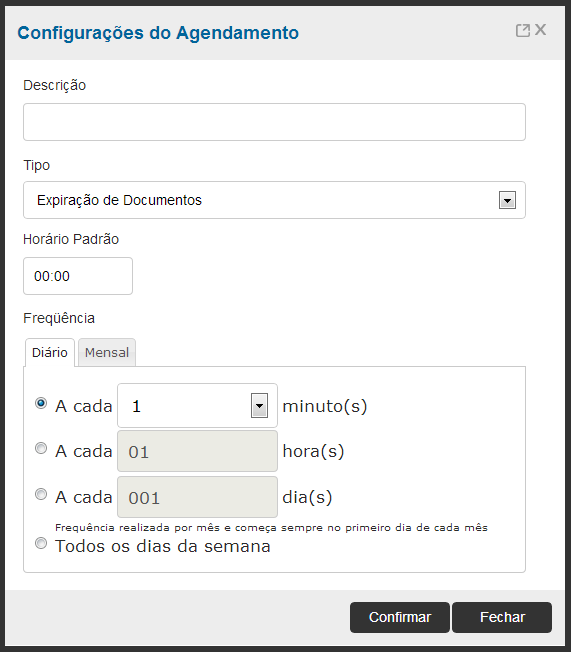 Configurações do Agendamento
Descrição
Tipo
Expiração de Documentos
Horário Padrão
00:00
Freqüência
Diário Mensal
A cada 1 minuto(s)
A cada 01 hora(s)
A cada 001 dia(s)
Frequência realizada por mês e começa sempre no primeiro dia de cada mês
Todos os dias da semana
Confirmar Fechar